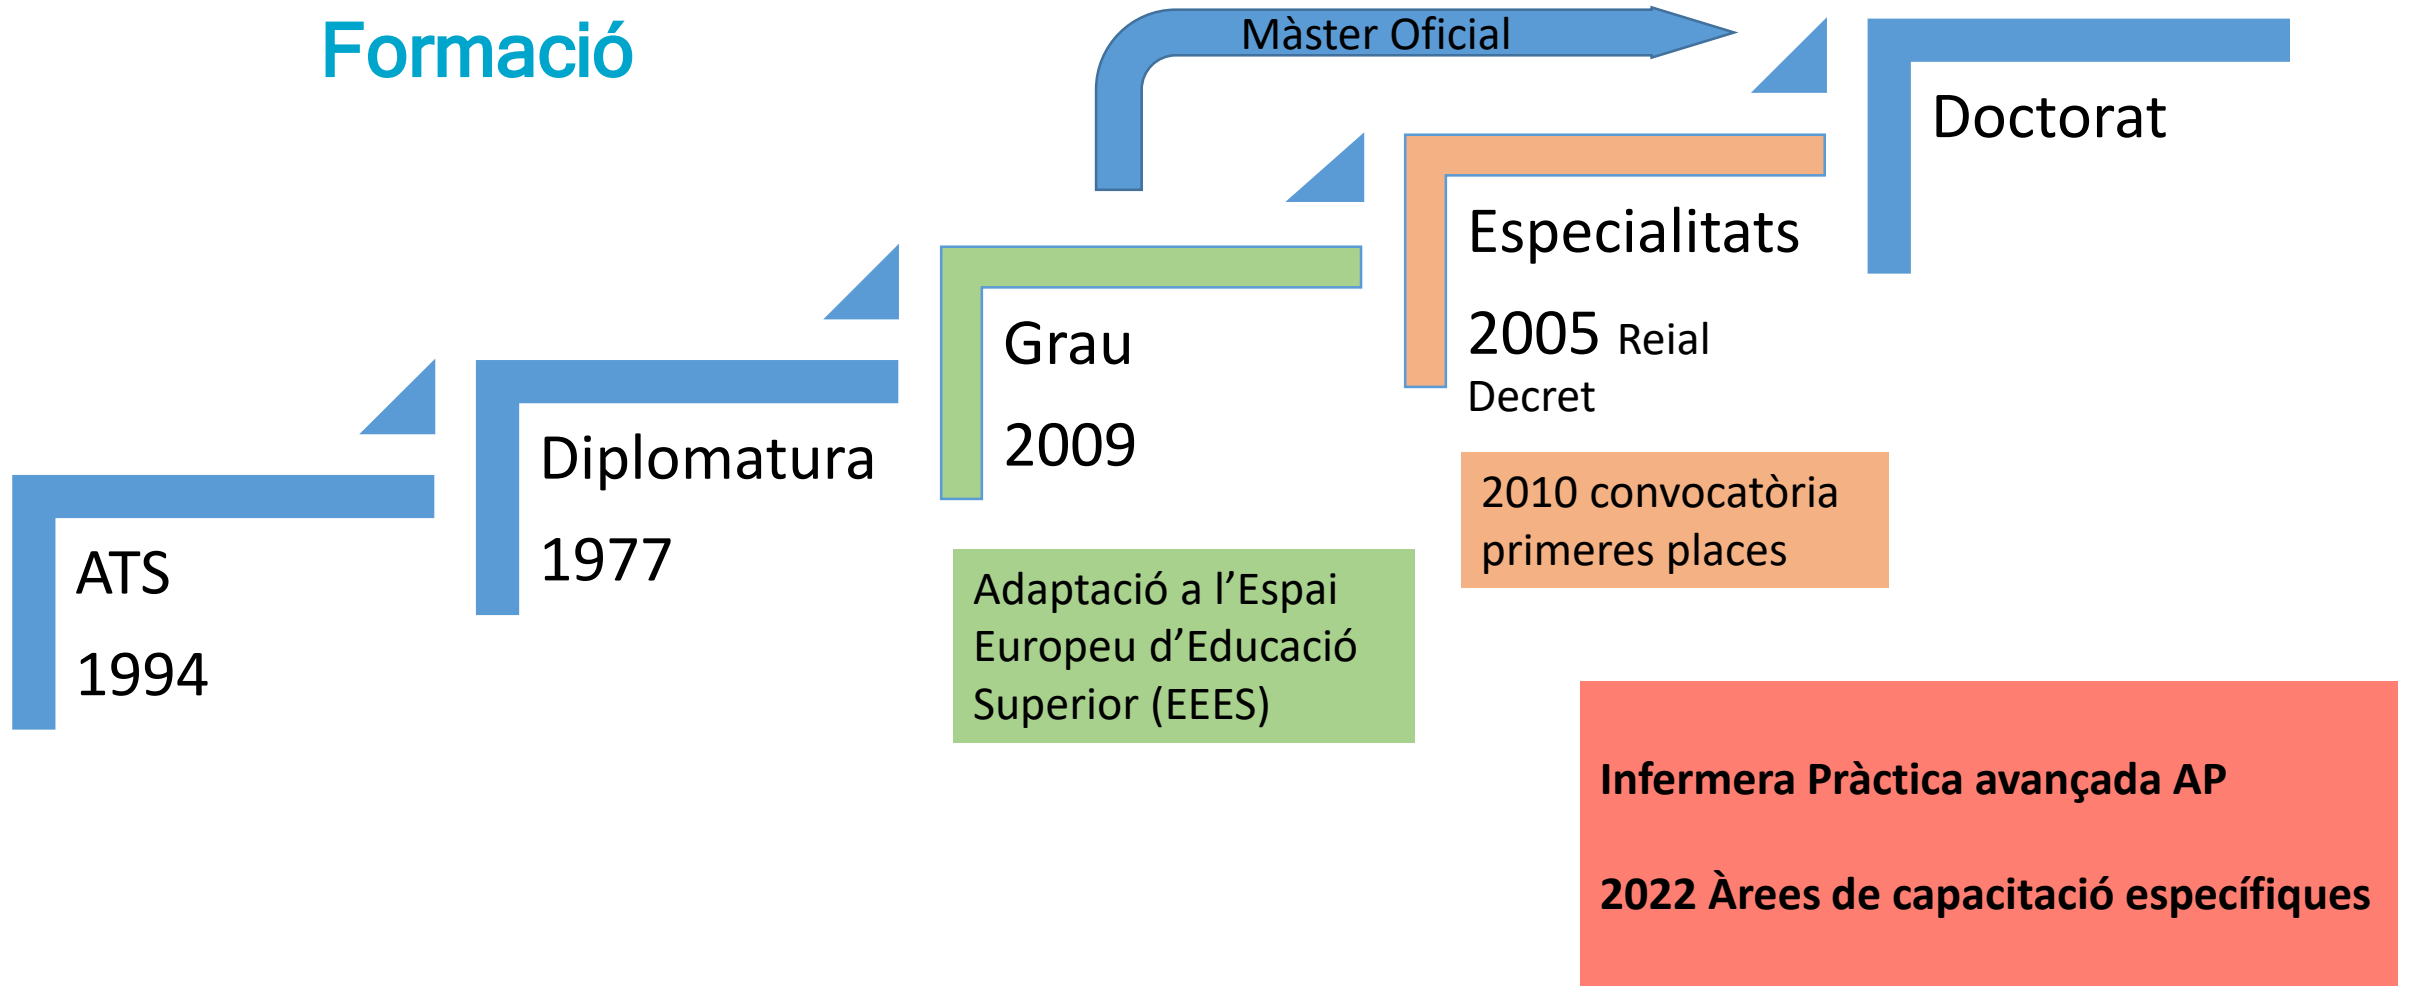 Formació
Màster Oficial
ATS
1994
Diplomatura
1977
Grau
2009
Adaptació a l’Espai
Europeu d’Educació
Superior (EEES)
Especialitats
2005 Reial
Decret
2010 convocatòria
primeres places
Doctorat
Infermera Pràctica avançada AP
2022 Àrees de capacitació específiques